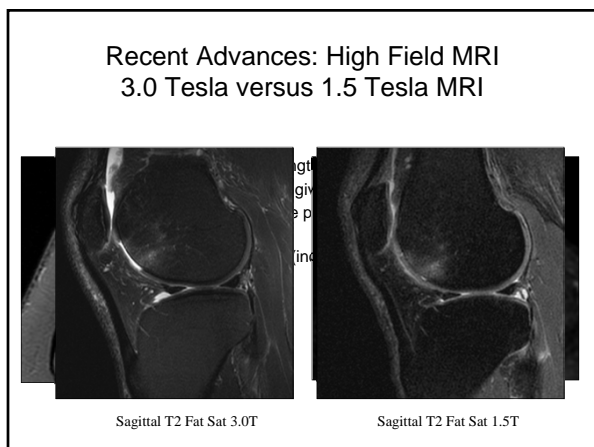 Recent Advances: High Field MRI
3.0 Tesla versus 1.5 Tesla MRI
Sagittal T2 Fat Sat 3.0T
Sagittal T2 Fat Sat 1.5T